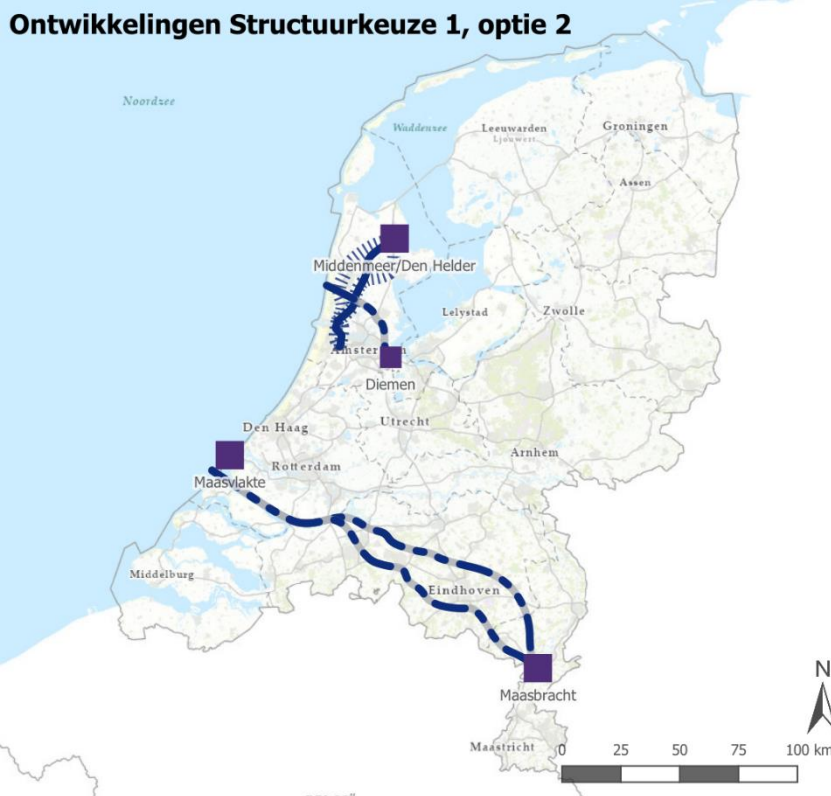 Ontwikkelingen Structuurkeuze 1, optie 2
Noordzee
Waddenzee
Leeuwarden
Ljouwert
Groningen
Assen
Middenmeer/Den Helder
Lelystad
Zwolle
Amsterdam
Diemen
Utrecht
Den Haag
Arnhem
Rotterdam
Maasvlakte
Middelburg
Eindhoven
Maasbracht
Maastricht
N
0 25 50 75 100 km